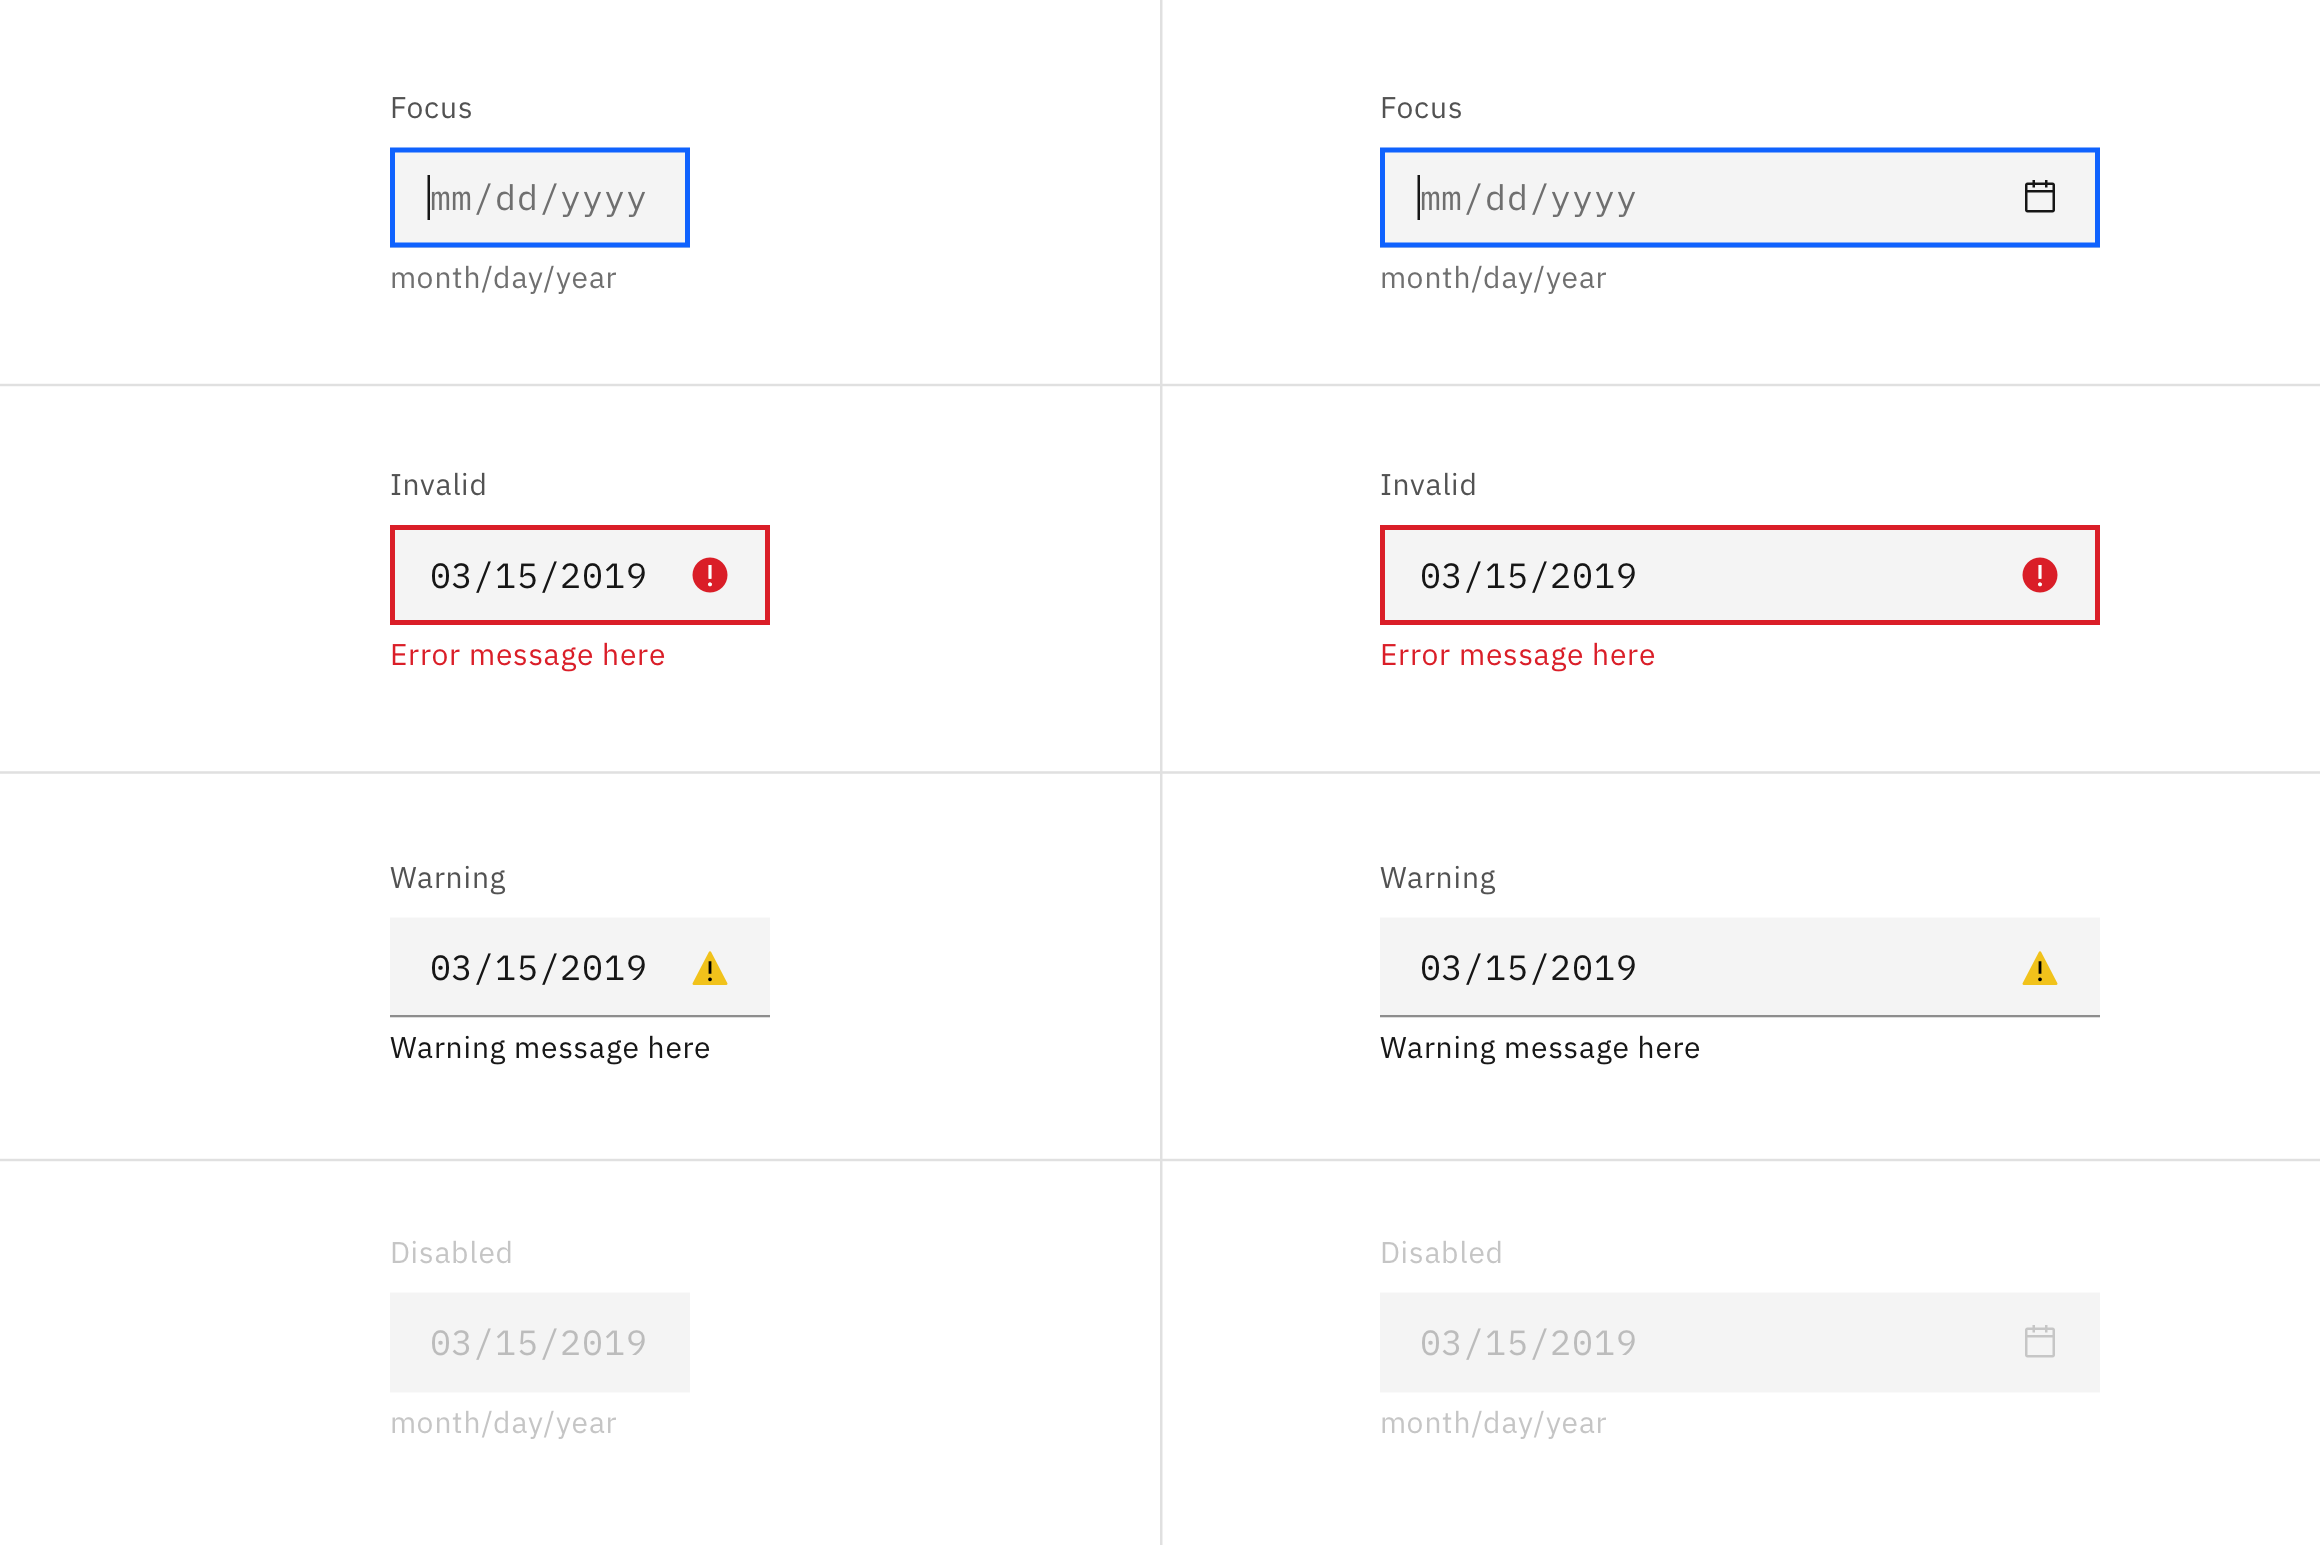 Focus
mm/dd/yyyy
month/day/year
Focus
mm/dd/yyyy
month/day/year
Invalid
03/15/2019
Error message here
Invalid
03/15/2019
Error message here
Warning
03/15/2019
Warning message here
Warning
03/15/2019
Warning message here
Disabled
03/15/2019
month/day/year
Disabled
03/15/2019
month/day/year